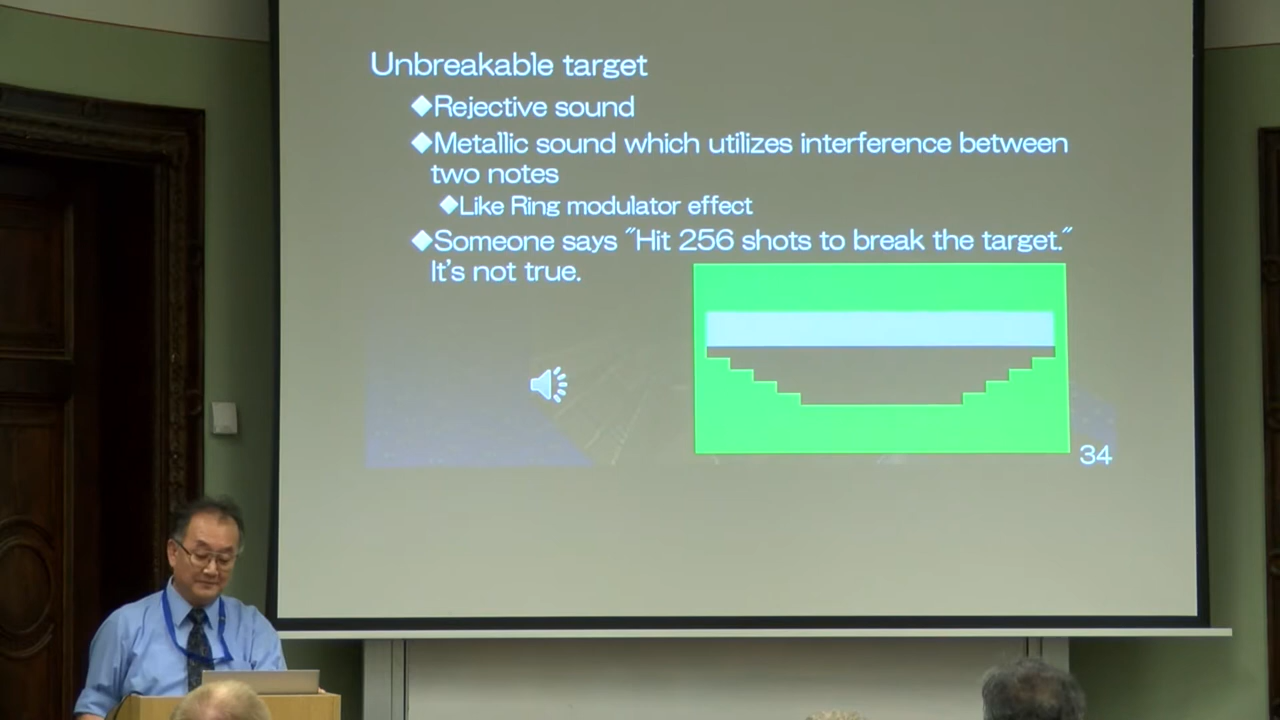 Unbreakable target
◆Rejective sound
◆Metallic sound which utilizes interference between
two notes
◆Like Ring modulator effect
◆Someone says "Hit 256 shots to break the target."
It's not true.
34